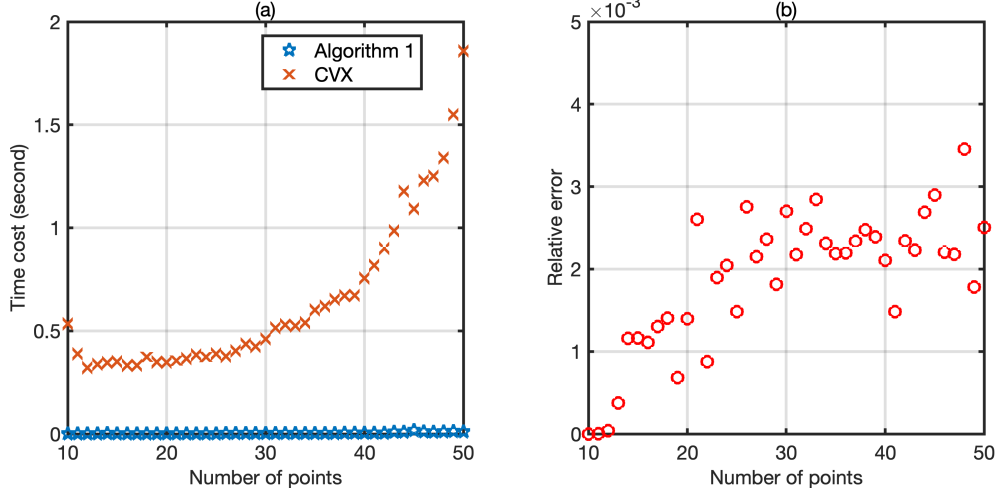 (a)
2
1.5
1
0.5
0
Time cost (second)
Algorithm 1
CVX
10 20 30 40 50
Number of points
(b)
×10⁻³
5
4
3
2
1
0
Relative error
10 20 30 40 50
Number of points